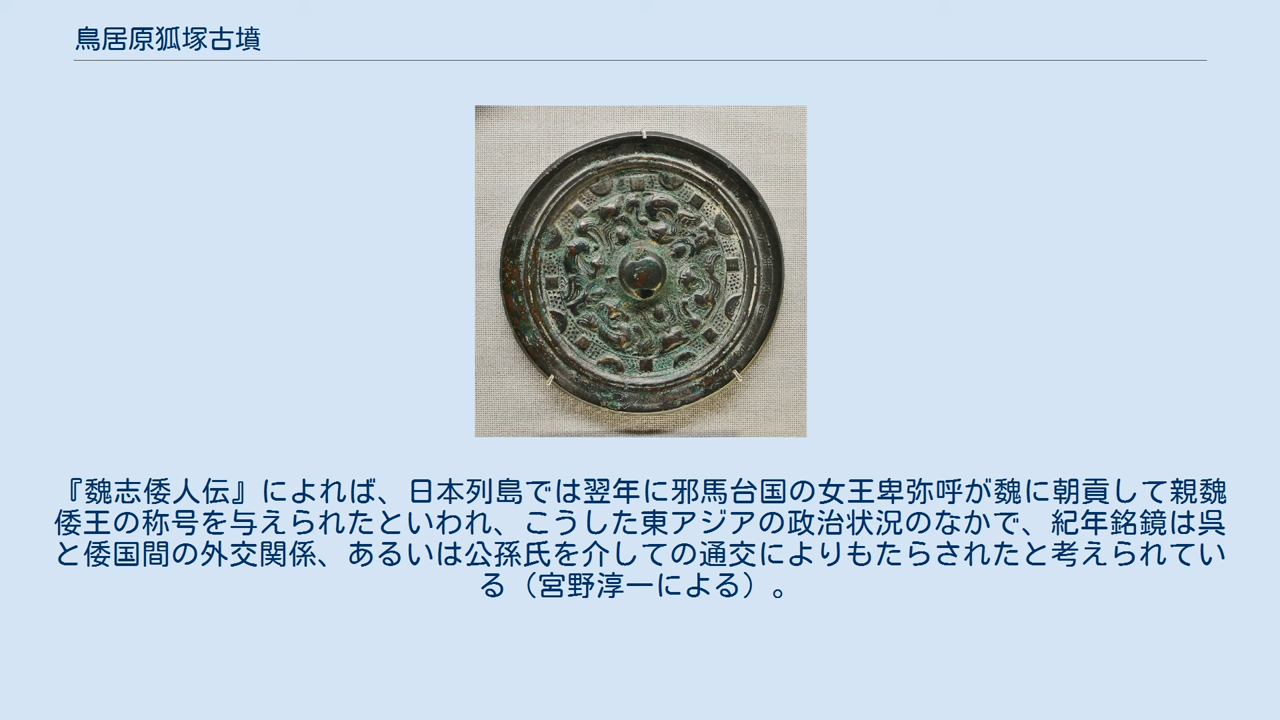 鳥居原狐塚古墳
『魏志倭人伝』によれば、日本列島では翌年に邪馬台国の女王卑弥呼が魏に朝貢して親魏
倭王の称号を与えられたといわれ、こうした東アジアの政治状況のなかで、紀年銘鏡は呉
と倭国間の外交関係、あるいは公孫氏を介しての通交によりもたらされたと考えられてい
る（宮野淳一による）。